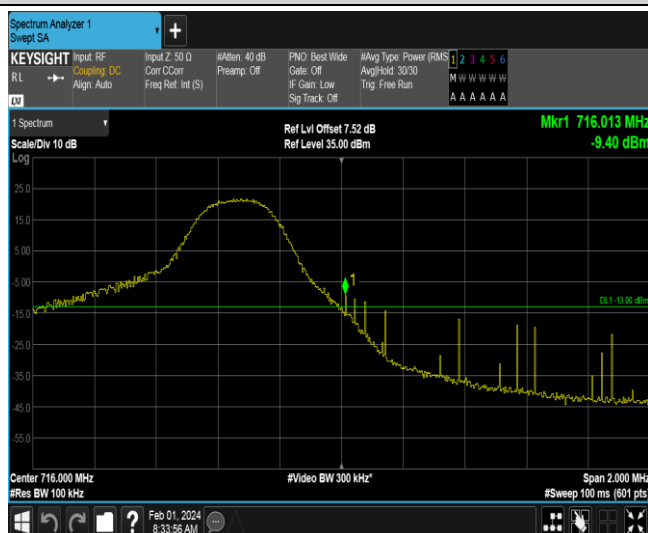 Spectrum Analyzer 1
Swept SA
+
KEYSIGHT
RL
LXI
Input: RF
Coupling: DC
Align: Auto
Input Z: 50 Ω
Corr CCorr
Freq Ref: Int (S)
#Atten: 40 dB
Preamp: Off
PNO: Best Wide
Gate: Off
IF Gain: Low
Sig Track: Off
#Avg Type: Power (RMS
Avg|Hold: 30/30
Trig: Free Run
1 2 3 4 5 6
M W W W W W
A A A A A A
1 Spectrum
Scale/Div 10 dB
Log
Ref Lvl Offset 7.52 dB
Ref Level 35.00 dBm
Mkr1 716.013 MHz
-9.40 dBm
25.0
15.0
5.00
-5.00
-15.0
-25.0
-35.0
-45.0
-55.0
1
DL1 -13.00 dBm
Center 716.000 MHz
#Res BW 100 kHz
#Video BW 300 kHz*
Span 2.000 MHz
#Sweep 100 ms (601 pts)
?
Feb 01, 2024
8:33:56 AM